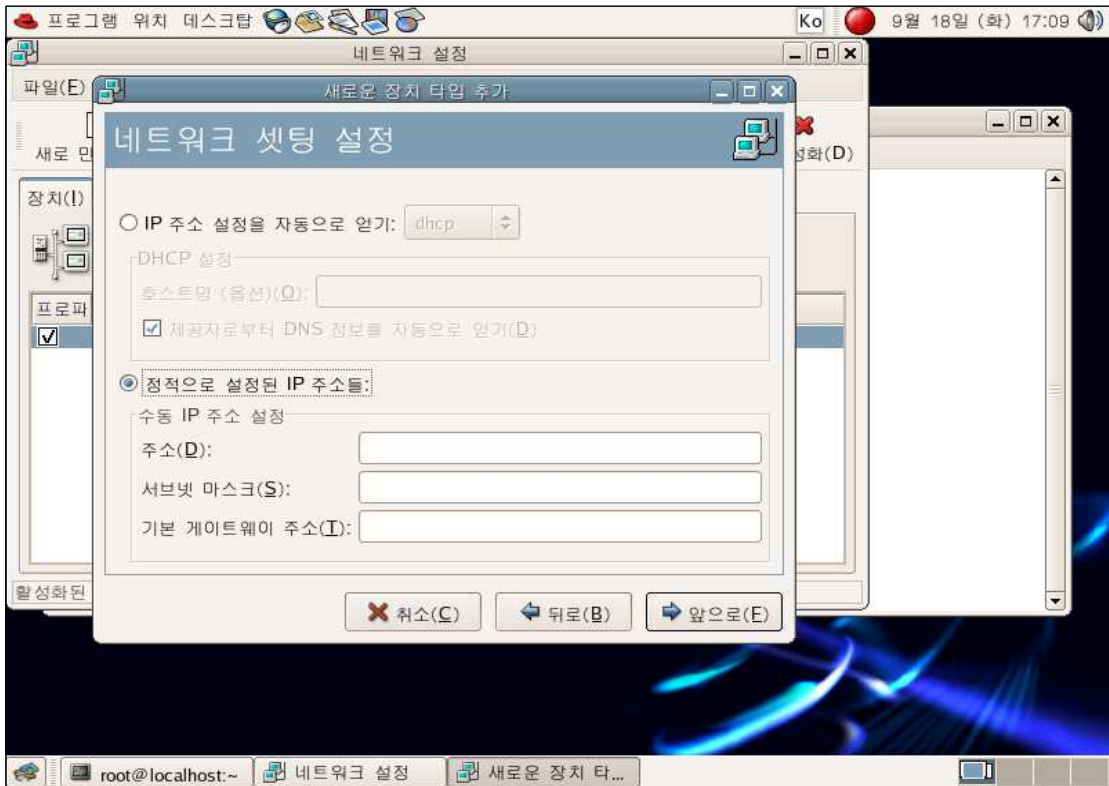 프로그램 위치 데스크탑
Ko
9월 18일 (화) 17:09
네트워크 설정
파일(F)
새로운 장치 타입 추가
네트워크 셋팅 설정
새로 만
성화(D)
장치(I)
IP 주소 설정을 자동으로 얻기:
dhcp
DHCP 설정
호스트명 (옵션)(O):
프로파
제공자로부터 DNS 정보를 자동으로 얻기(D)
정적으로 설정된 IP 주소들:
수동 IP 주소 설정
주소(D):
서브넷 마스크(S):
기본 게이트웨이 주소(T):
활성화된
취소(C)
뒤로(B)
앞으로(F)
root@localhost:~
네트워크 설정
새로운 장치 타...